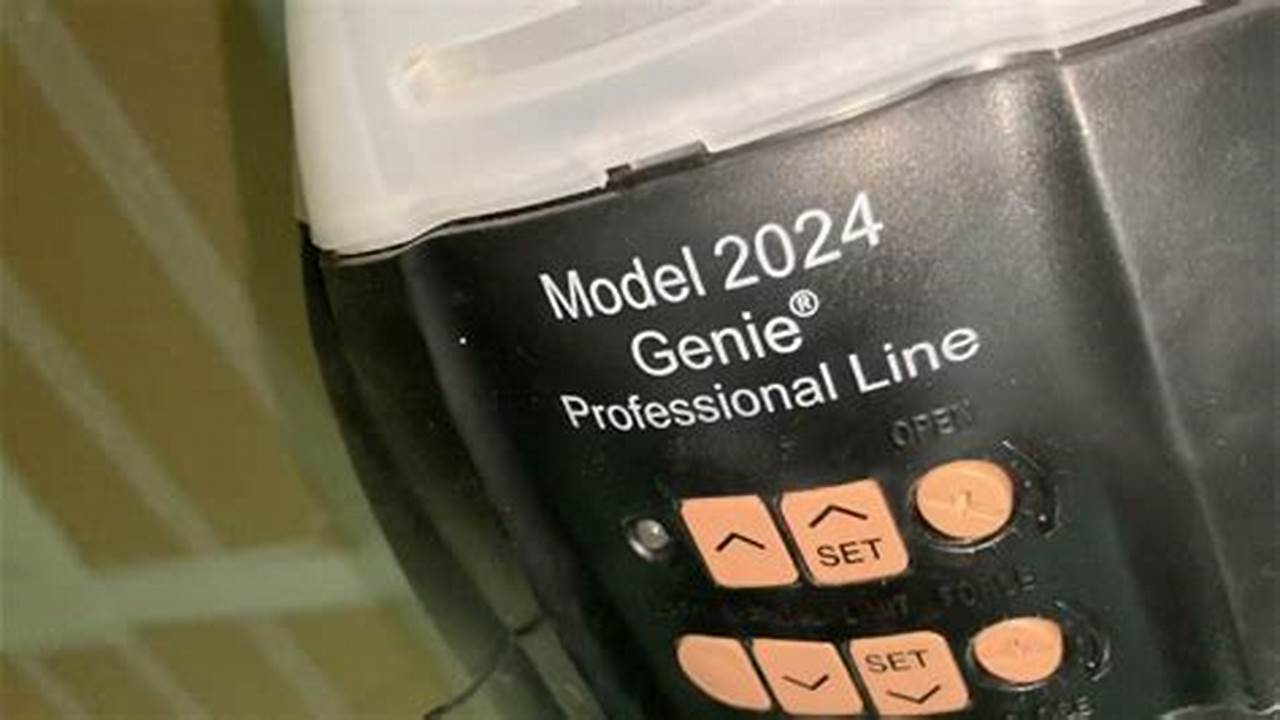 Model 2024
Genie®
Professional Line
OPEN
SET
LIMIT FORCE
SET